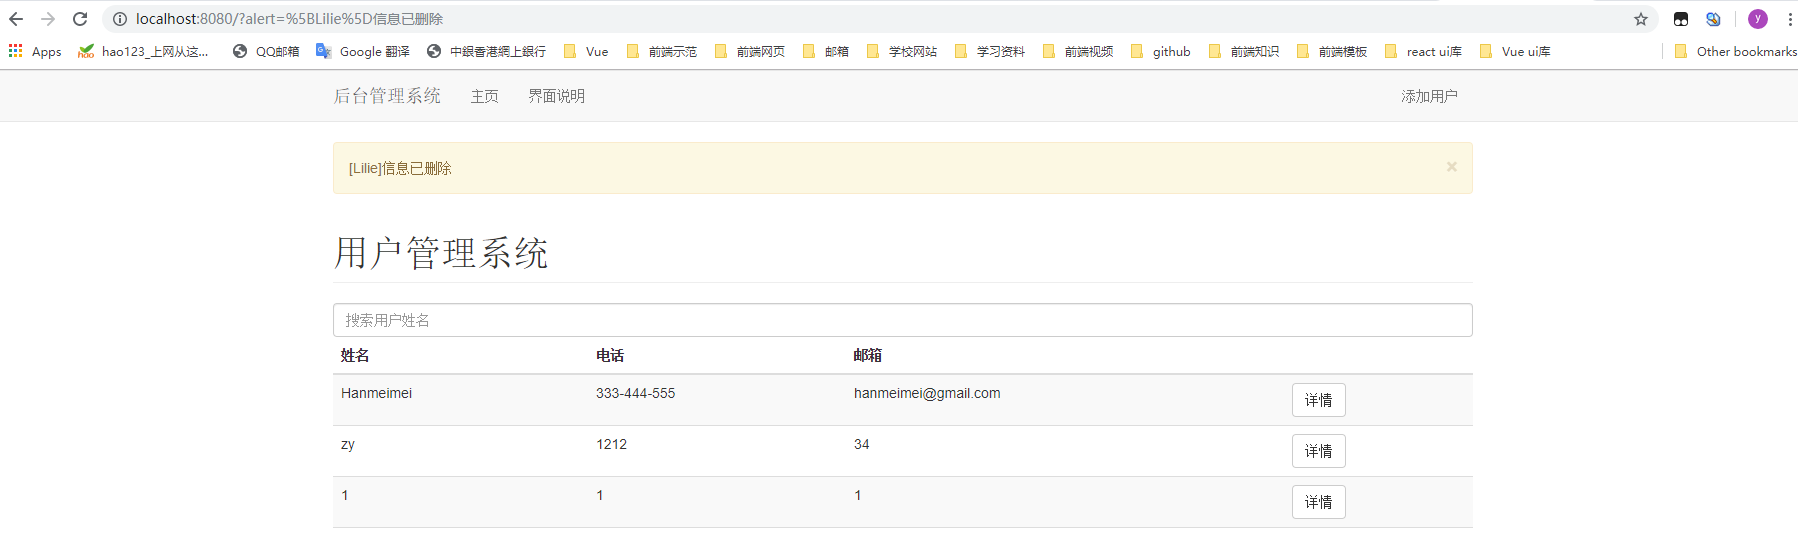 localhost:8080/?alert=%5BLilie%5D信息已删除
y
Apps hao123_上网从这... QQ邮箱 Google 翻译 中銀香港網上銀行 Vue 前端示范 前端网页 邮箱 学校网站 学习资料 前端视频 github 前端知识 前端模板 react ui库 Vue ui库 Other bookmarks
后台管理系统 主页 界面说明 添加用户
[Lilie]信息已删除 ×
用户管理系统
搜索用户姓名
姓名 电话 邮箱
Hanmeimei 333-444-555 hanmeimei@gmail.com 详情
zy 1212 34 详情
1 1 1 详情